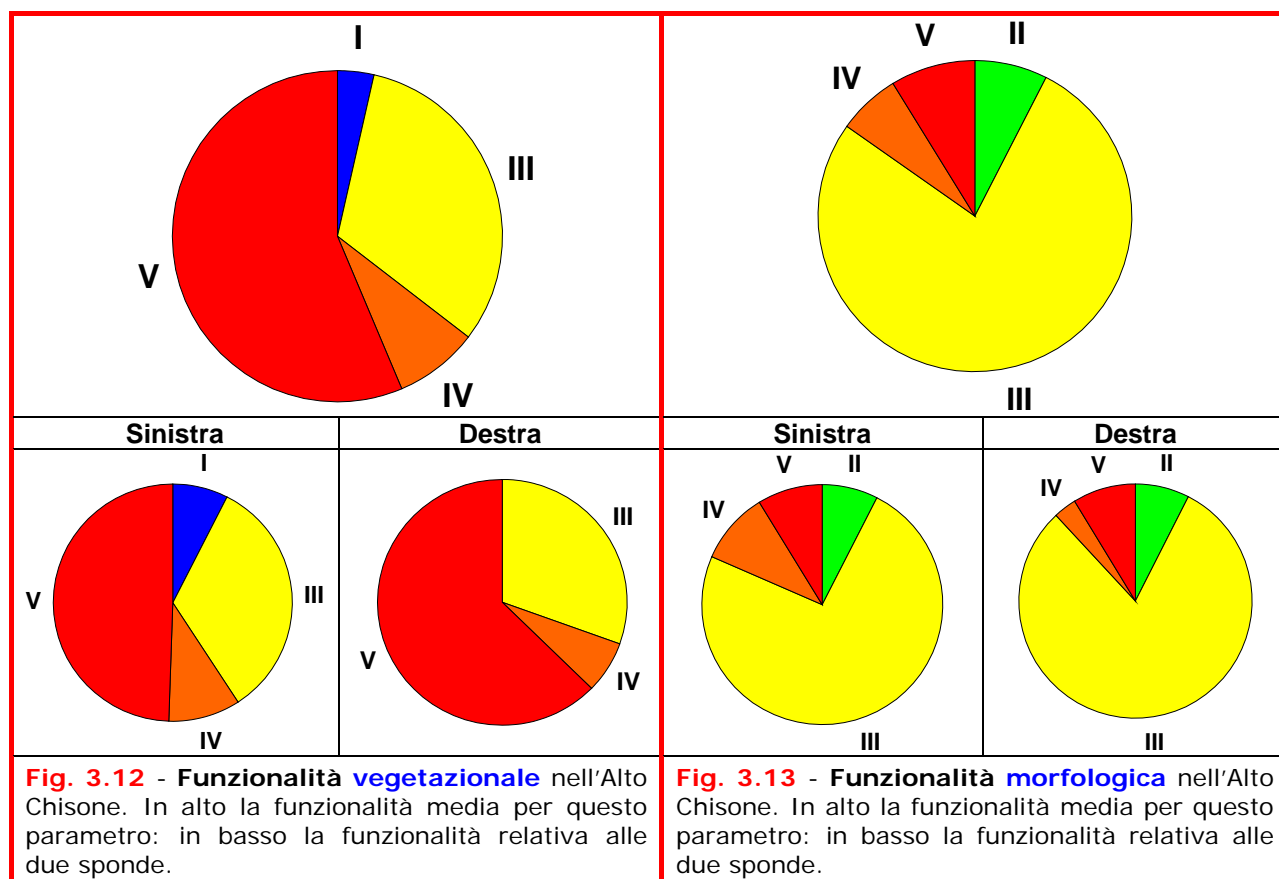 I
III
V
IV
V
II
IV
III
Sinistra
Destra
Sinistra
Destra
I
III
V
IV
III
V
IV
V
II
IV
III
V
II
IV
III
Fig. 3.12 - Funzionalità vegetazionale nell'Alto
Chisone. In alto la funzionalità media per questo
parametro: in basso la funzionalità relativa alle
due sponde.
Fig. 3.13 - Funzionalità morfologica nell'Alto
Chisone. In alto la funzionalità media per questo
parametro: in basso la funzionalità relativa alle
due sponde.